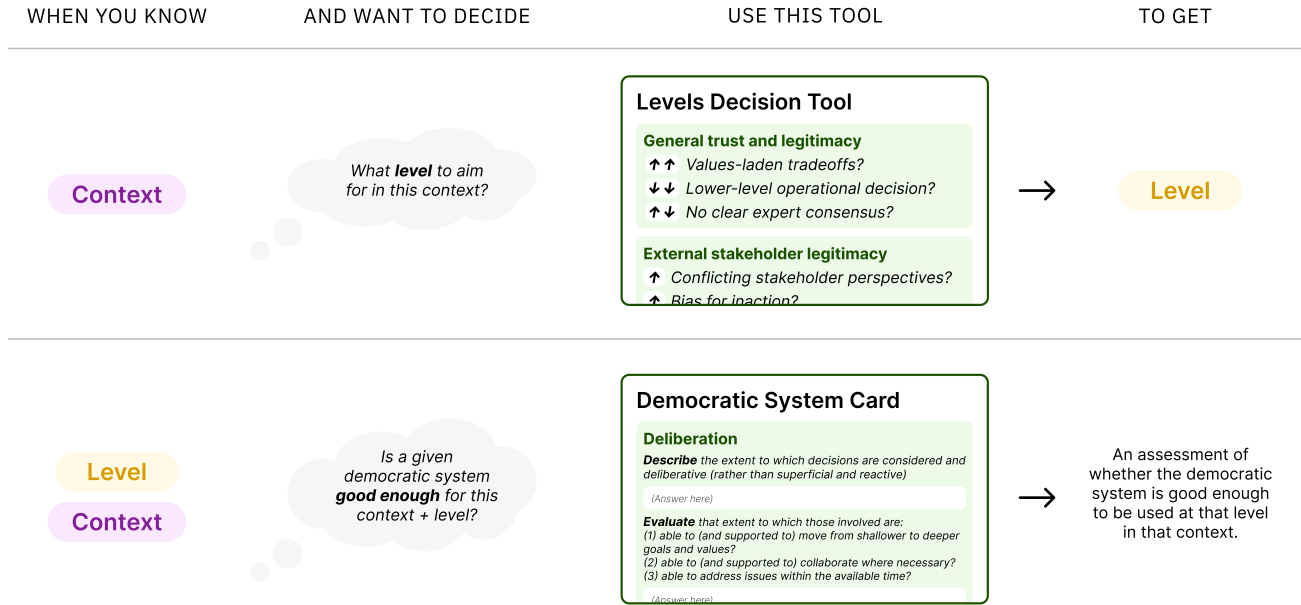 WHEN YOU KNOW
AND WANT TO DECIDE
USE THIS TOOL
TO GET
Context
What level to aim
for in this context?
Levels Decision Tool
General trust and legitimacy
↑↑ Values-laden tradeoffs?
↓↓ Lower-level operational decision?
↑↓ No clear expert consensus?
External stakeholder legitimacy
↑ Conflicting stakeholder perspectives?
↑ Bias for inaction?
→
Level
Level
Context
Is a given
democratic system
good enough for this
context + level?
Democratic System Card
Deliberation
Describe the extent to which decisions are considered and
deliberative (rather than superficial and reactive)
(Answer here)
Evaluate that extent to which those involved are:
(1) able to (and supported to) move from shallower to deeper
goals and values?
(2) able to (and supported to) collaborate where necessary?
(3) able to address issues within the available time?
(Answer here)
→
An assessment of
whether the democratic
system is good enough
to be used at that level
in that context.